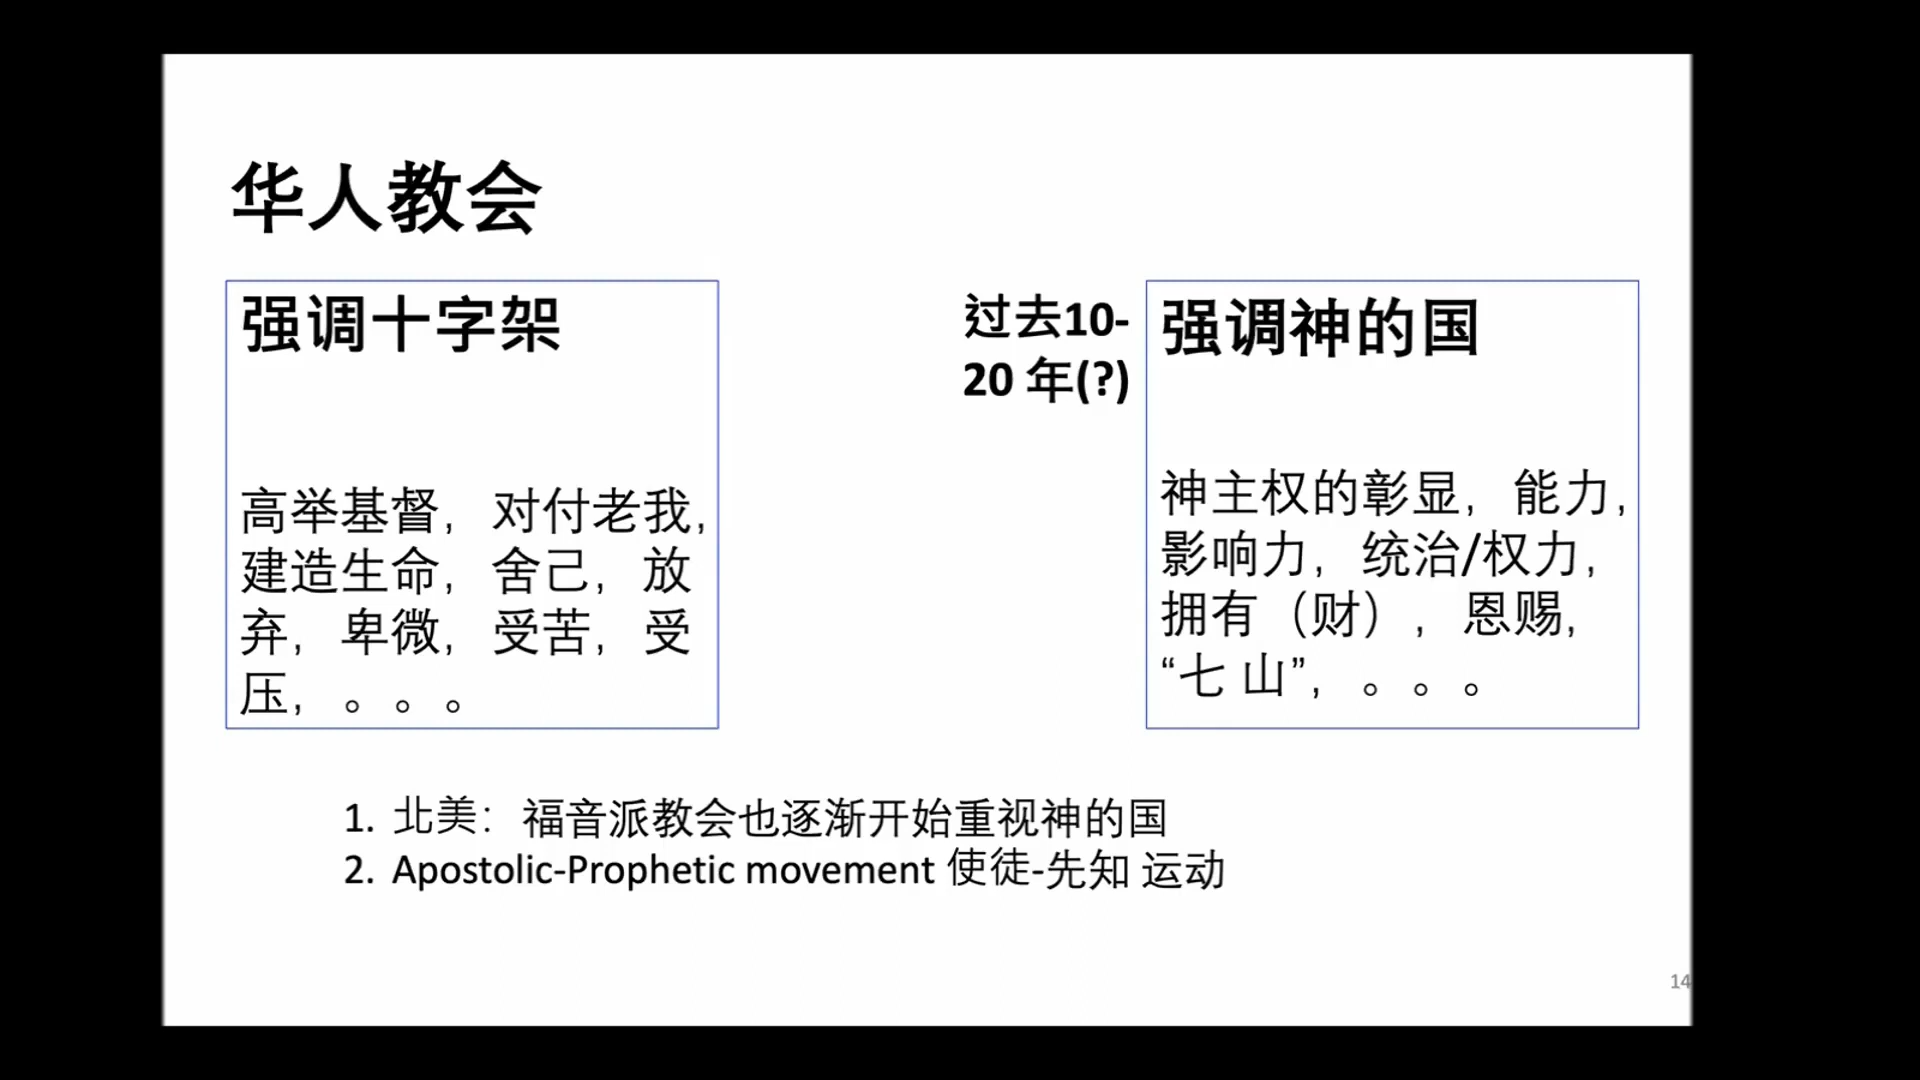 华人教会
强调十字架
高举基督，对付老我，
建造生命，舍己，放
弃，卑微，受苦，受
压，。。。
过去10-
20 年(?)
强调神的国
神主权的彰显，能力，
影响力，统治/权力，
拥有（财），恩赐，
“七 山”，。。。
1. 北美：福音派教会也逐渐开始重视神的国
2. Apostolic-Prophetic movement 使徒-先知 运动
14